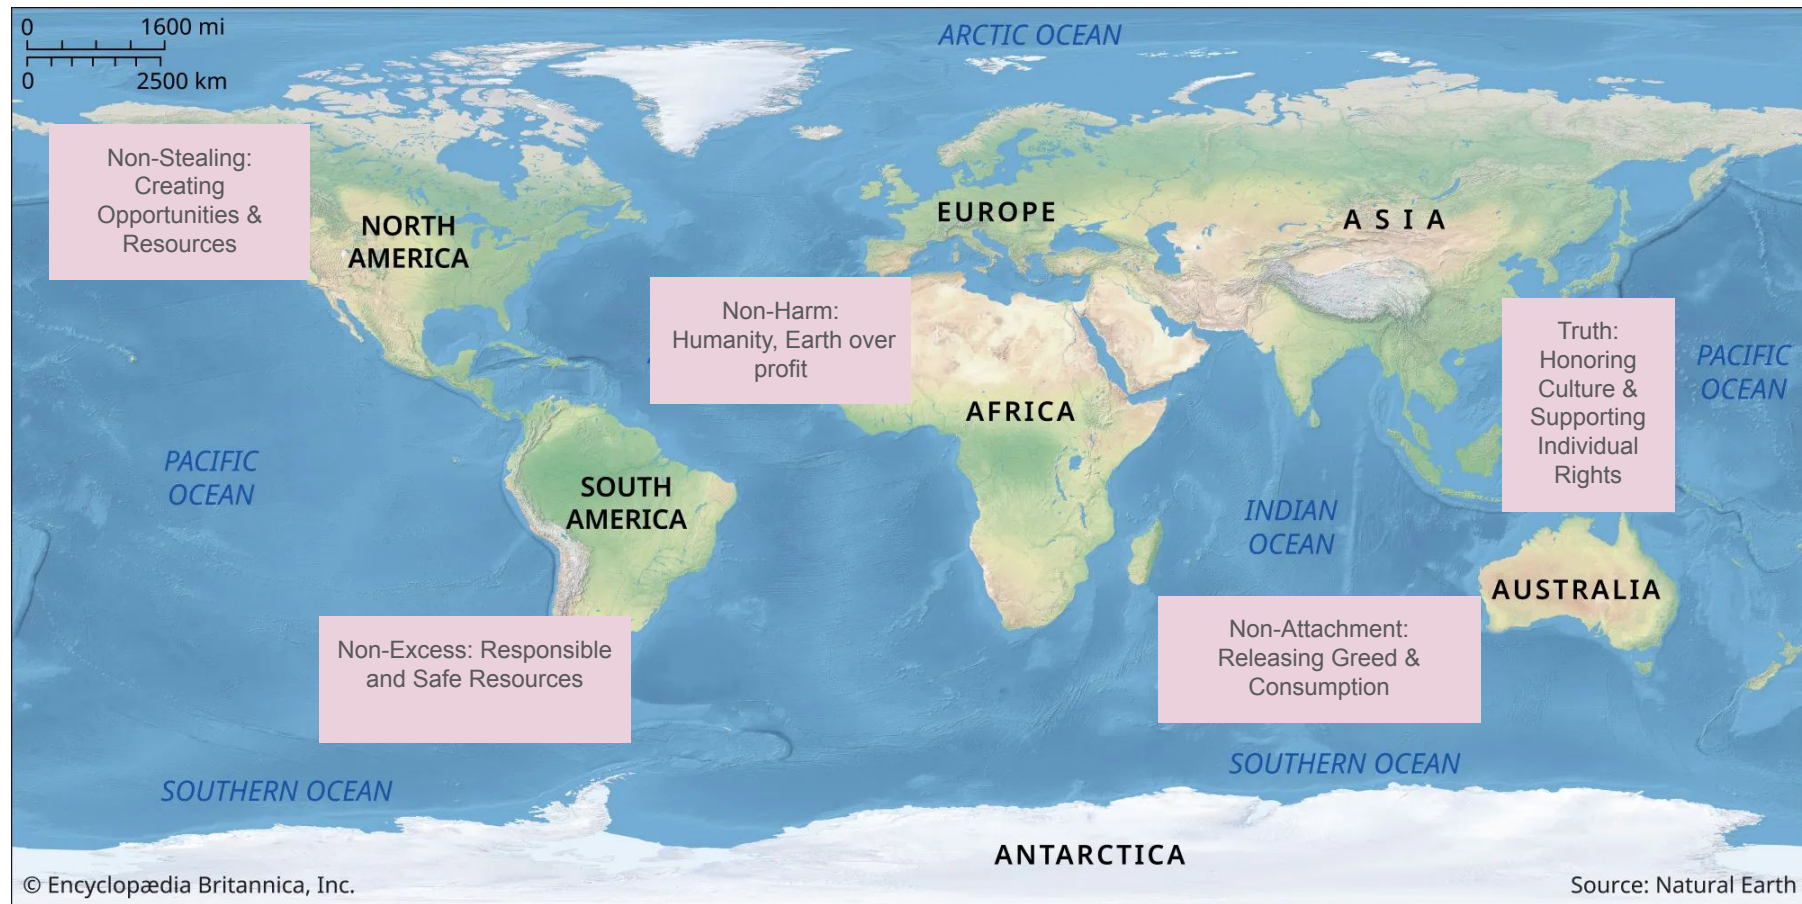 0 1600 mi
0 2500 km
ARCTIC OCEAN
Non-Stealing:
Creating
Opportunities &
Resources
NORTH
AMERICA
EUROPE
ASIA
Non-Harm:
Humanity, Earth over
profit
Truth:
Honoring
Culture &
Supporting
Individual
Rights
PACIFIC
OCEAN
AFRICA
PACIFIC
OCEAN
SOUTH
AMERICA
INDIAN
OCEAN
AUSTRALIA
Non-Excess: Responsible
and Safe Resources
Non-Attachment:
Releasing Greed &
Consumption
SOUTHERN OCEAN
SOUTHERN OCEAN
ANTARCTICA
© Encyclopædia Britannica, Inc.
Source: Natural Earth